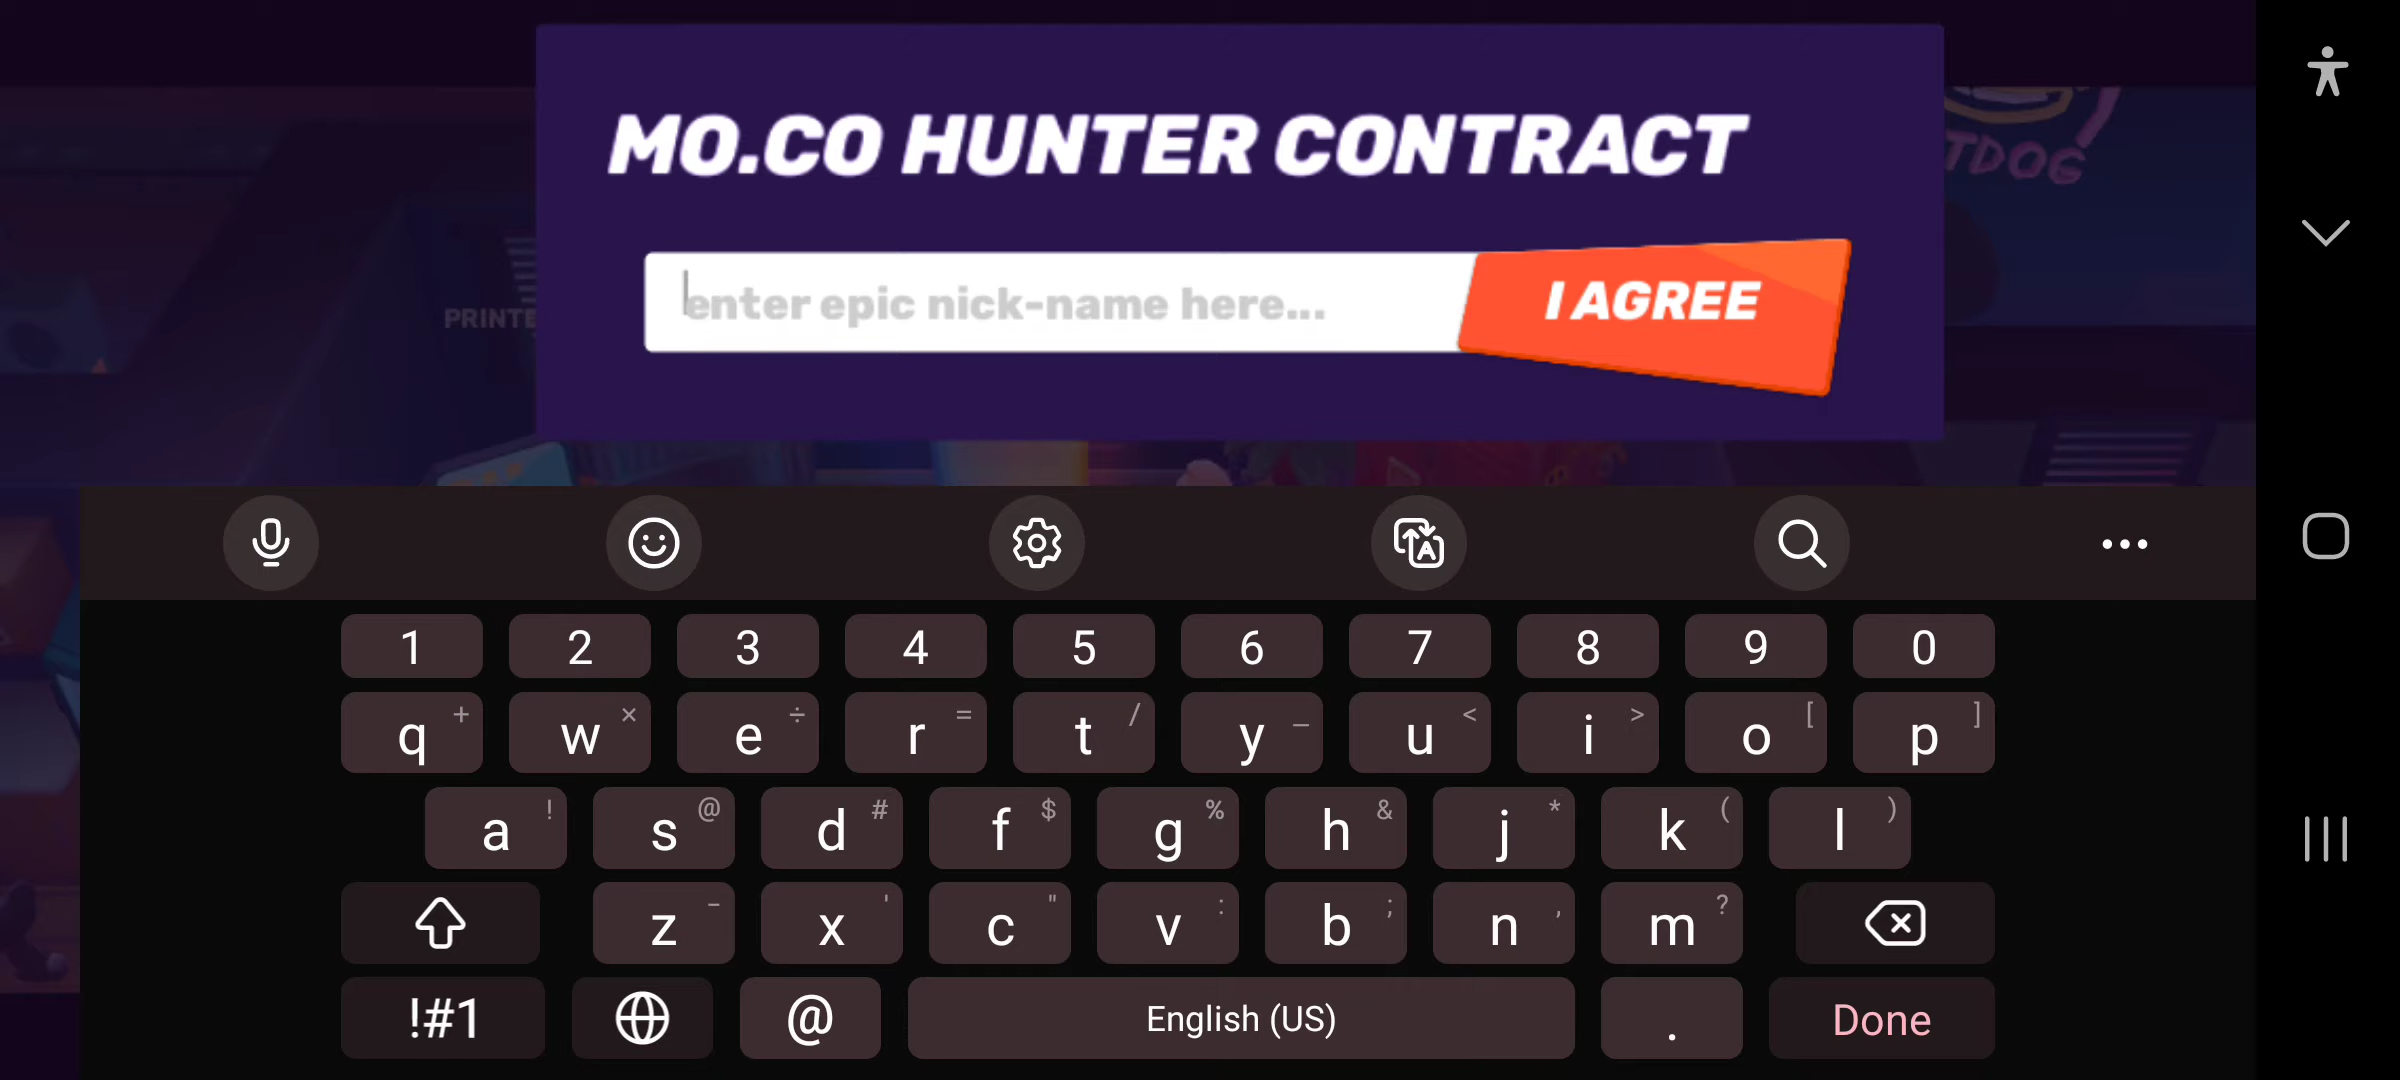 MO.CO HUNTER CONTRACT
TDOG
PRINTE
enter epic nick-name here...
I AGREE
1 2 3 4 5 6 7 8 9 0
q + w × e ÷ r = t / y _ u < i > o [ p ]
a ! s @ d # f $ g % h & j * k ( l )
z - x ' c " v : b ; n , m ?
!#1 @ English (US) . Done